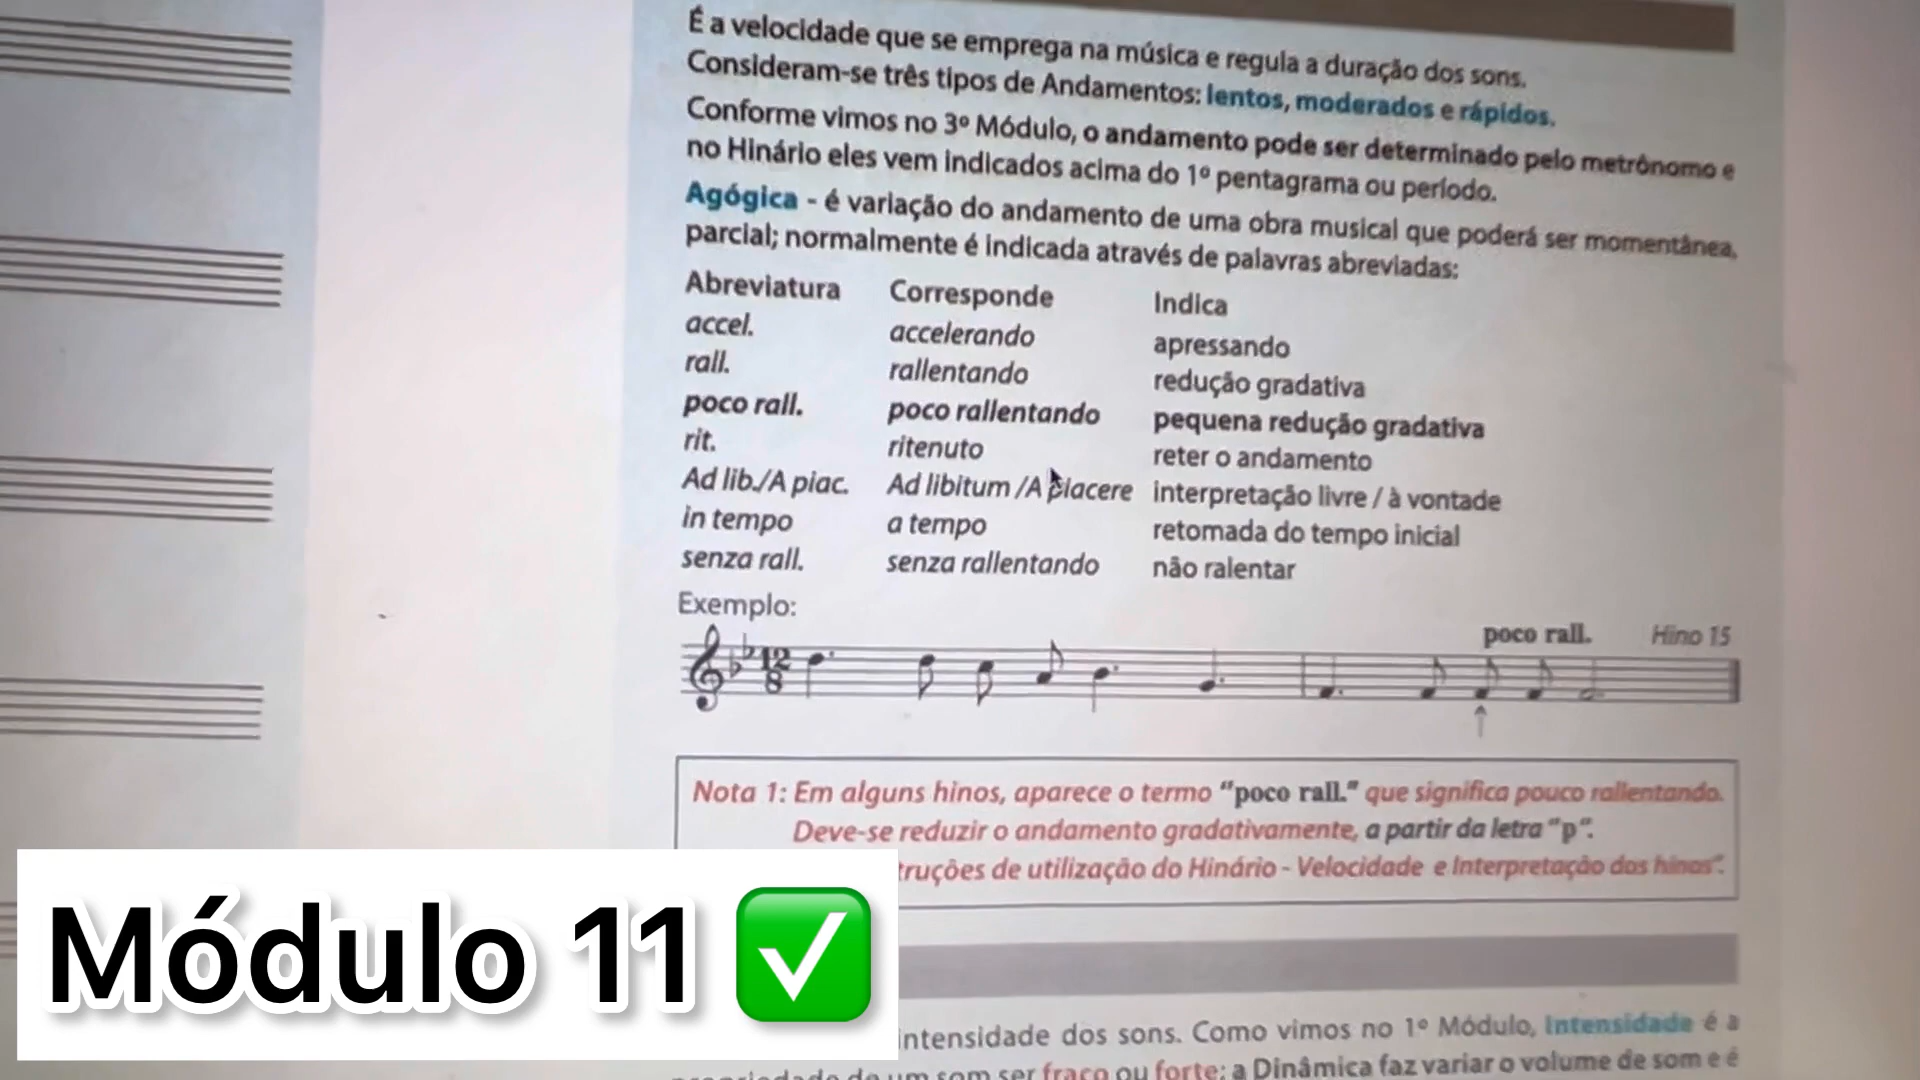 É a velocidade que se emprega na música e regula a duração dos sons.
Consideram-se três tipos de Andamentos: lentos, moderados e rápidos.
Conforme vimos no 3º Módulo, o andamento pode ser determinado pelo metrônomo e
no Hinário eles vem indicados acima do 1º pentagrama ou período.
Agógica - é variação do andamento de uma obra musical que poderá ser momentânea,
parcial; normalmente é indicada através de palavras abreviadas:
Abreviatura Corresponde Indica
accel. accelerando apressando
rall. rallentando redução gradativa
poco rall. poco rallentando pequena redução gradativa
rit. ritenuto reter o andamento
Ad lib./A piac. Ad libitum /A piacere interpretação livre / à vontade
in tempo a tempo retomada do tempo inicial
senza rall. senza rallentando não ralentar
Exemplo:
poco rall. Hino 15
12
8
Nota 1: Em alguns hinos, aparece o termo "poco rall." que significa pouco rallentando.
Deve-se reduzir o andamento gradativamente, a partir da letra "p".
de utilização do Hinário - Velocidade e Interpretação dos hinos".
Módulo 11 ✅
intensidade dos sons. Como vimos no 1º Módulo, Intensidade é a
um som ser fraco ou forte; a Dinâmica faz variar o volume de som e é